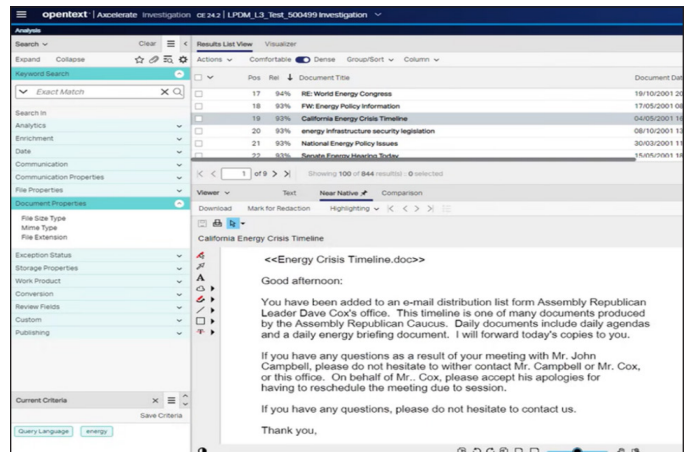 opentext™ | Axcelerate Investigation CE 24.2 | LPDM_L3_Test_500499 Investigation
Analysis
Search Clear
Expand Collapse
Keyword Search
Exact Match
Search In
Analytics
Enrichment
Date
Communication
Communication Properties
File Properties
Document Properties
File Size Type
Mime Type
File Extension
Exception Status
Storage Properties
Work Product
Conversion
Review Fields
Custom
Publishing
Current Criteria
Save Criteria
Query Language energy
Results List View Visualizer
Actions Comfortable Dense Group/Sort Column
Pos Rel Document Title Document Dat
17 94% RE: World Energy Congress 19/10/2001 20
18 93% FW: Energy Policy Information 17/05/2001 08
19 93% California Energy Crisis Timeline 04/05/2001 16
20 93% energy infrastructure security legislation 08/10/2001 13
21 93% National Energy Policy Issues 30/03/2001 11
22 93% Senate Energy Hearing Today 15/05/2001 18
1 of 9 Showing 100 of 844 result(s) : 0 selected
Viewer Text Near Native Comparison
Download Mark for Redaction Highlighting
California Energy Crisis Timeline
<<Energy Crisis Timeline.doc>>
Good afternoon:
You have been added to an e-mail distribution list form Assembly Republican
Leader Dave Cox's office. This timeline is one of many documents produced
by the Assembly Republican Caucus. Daily documents include daily agendas
and a daily energy briefing document. I will forward today's copies to you.
If you have any questions as a result of your meeting with Mr. John
Campbell, please do not hesitate to wither contact Mr. Campbell or Mr. Cox,
or this office. On behalf of Mr.. Cox, please accept his apologies for
having to reschedule the meeting due to session.
If you have any questions, please do not hesitate to contact us.
Thank you,